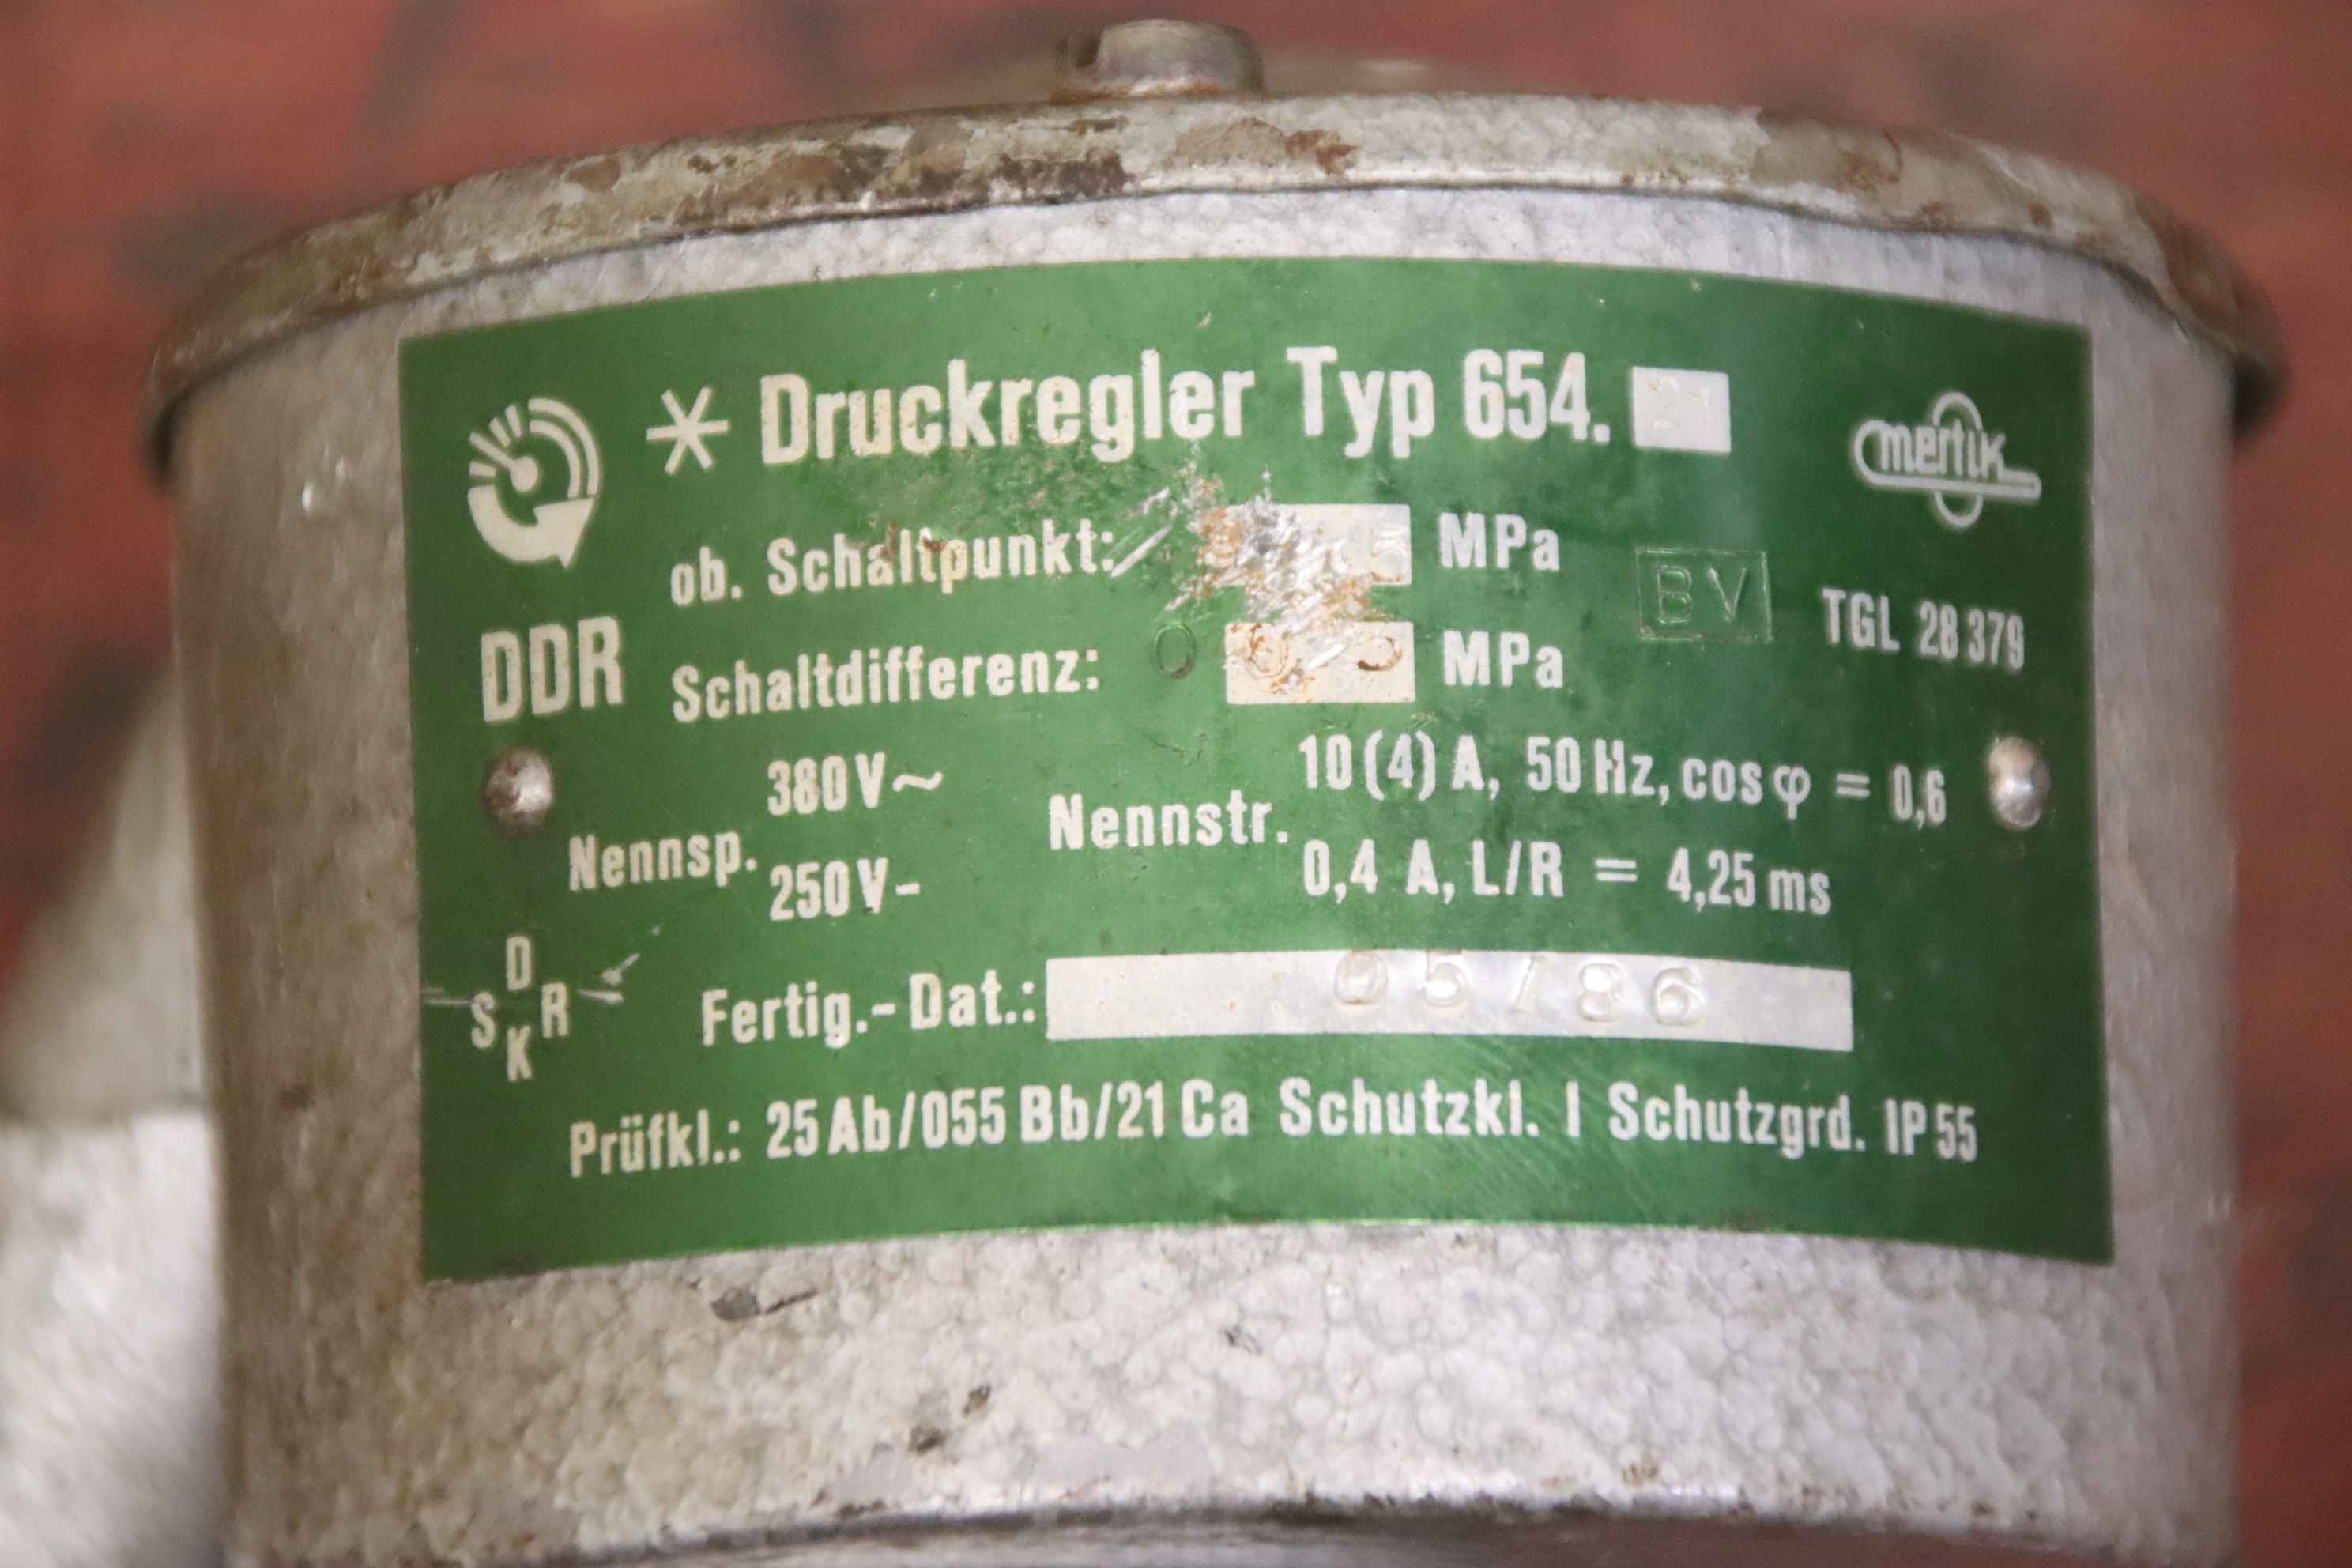 * Druckregler Typ 654.
mertik
ob. Schaltpunkt: MPa
BV
TGL 28 379
DDR
Schaltdifferenz: MPa
Nennsp. 380 V~
250 V-
Nennstr. 10 (4) A, 50 Hz, cos φ = 0,6
0,4 A, L/R = 4,25 ms
D
S R
K
Fertig.-Dat.: 05/86
Prüfkl.: 25 Ab/055 Bb/21 Ca Schutzkl. I Schutzgrd. IP 55